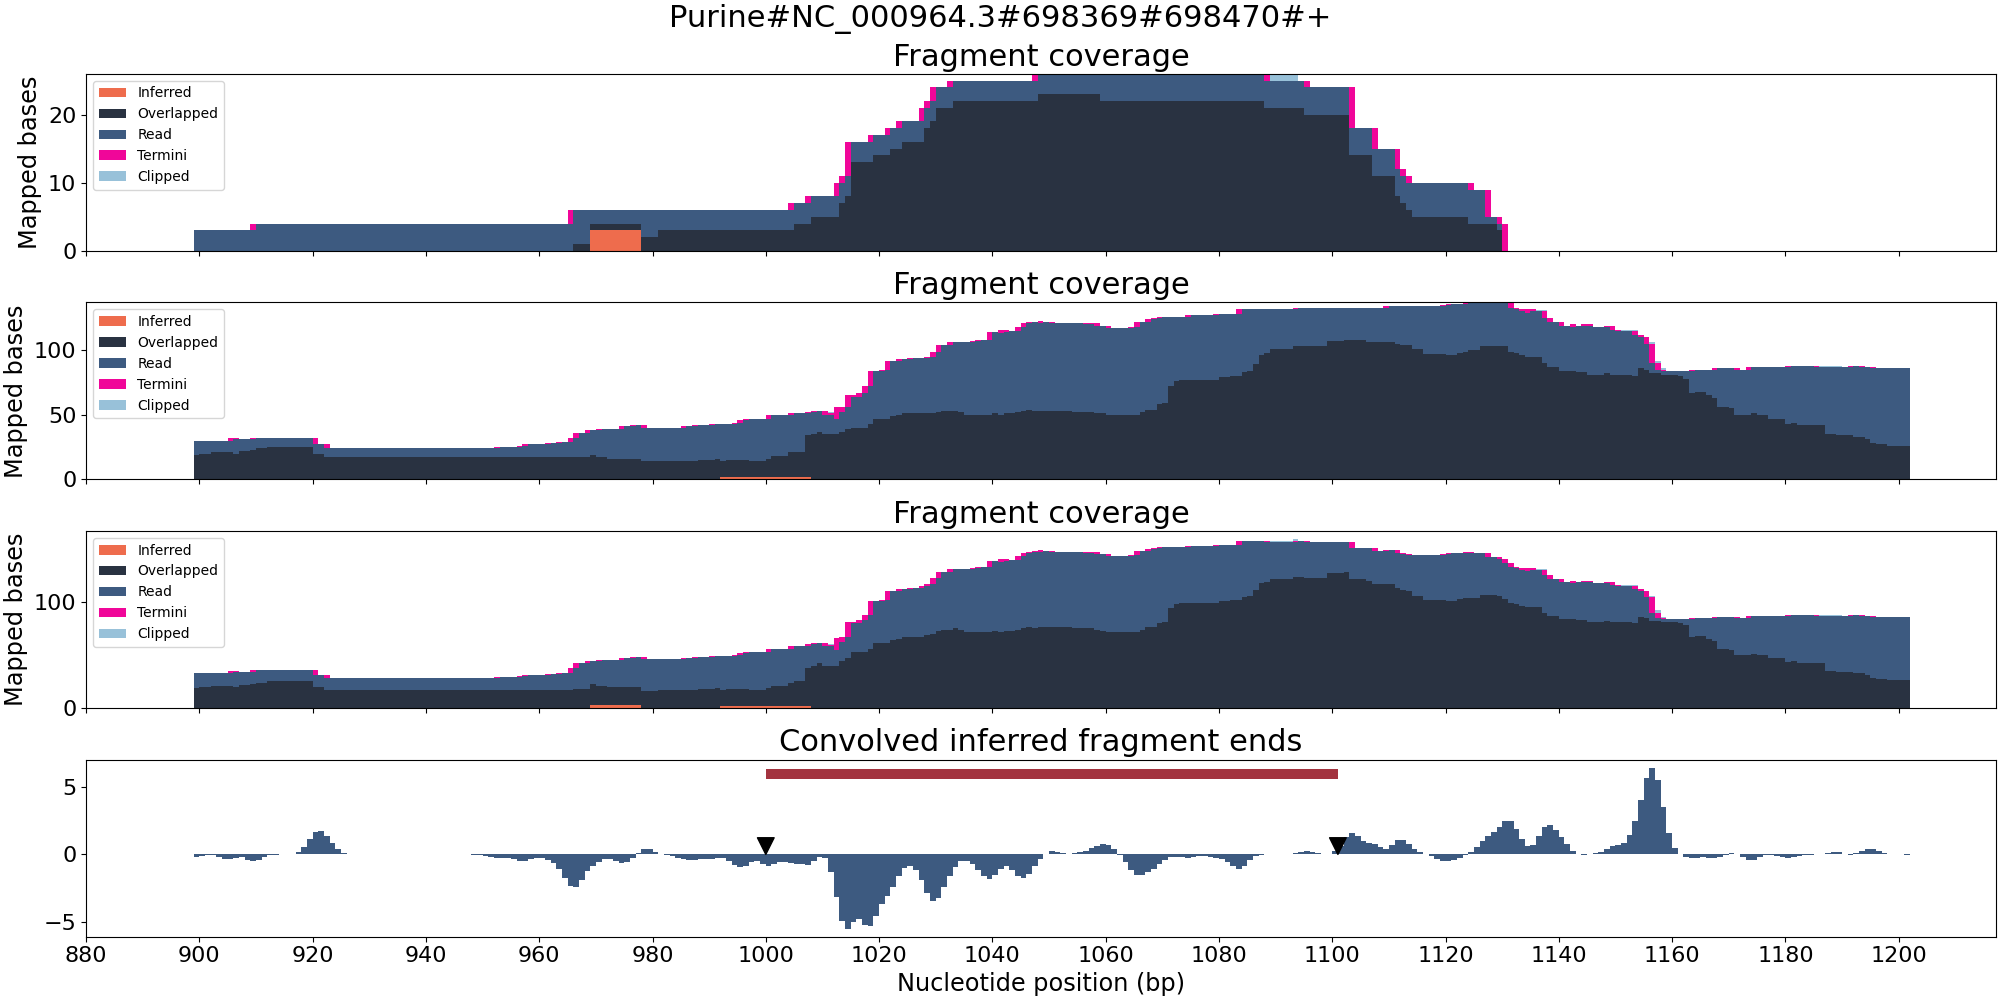 Purine#NC_000964.3#698369#698470#+
Fragment coverage
Mapped bases
20
10
0
Inferred
Overlapped
Read
Termini
Clipped
Fragment coverage
Mapped bases
100
50
0
Inferred
Overlapped
Read
Termini
Clipped
Fragment coverage
Mapped bases
100
0
Inferred
Overlapped
Read
Termini
Clipped
Convolved inferred fragment ends
5
0
−5
880 900 920 940 960 980 1000 1020 1040 1060 1080 1100 1120 1140 1160 1180 1200
Nucleotide position (bp)